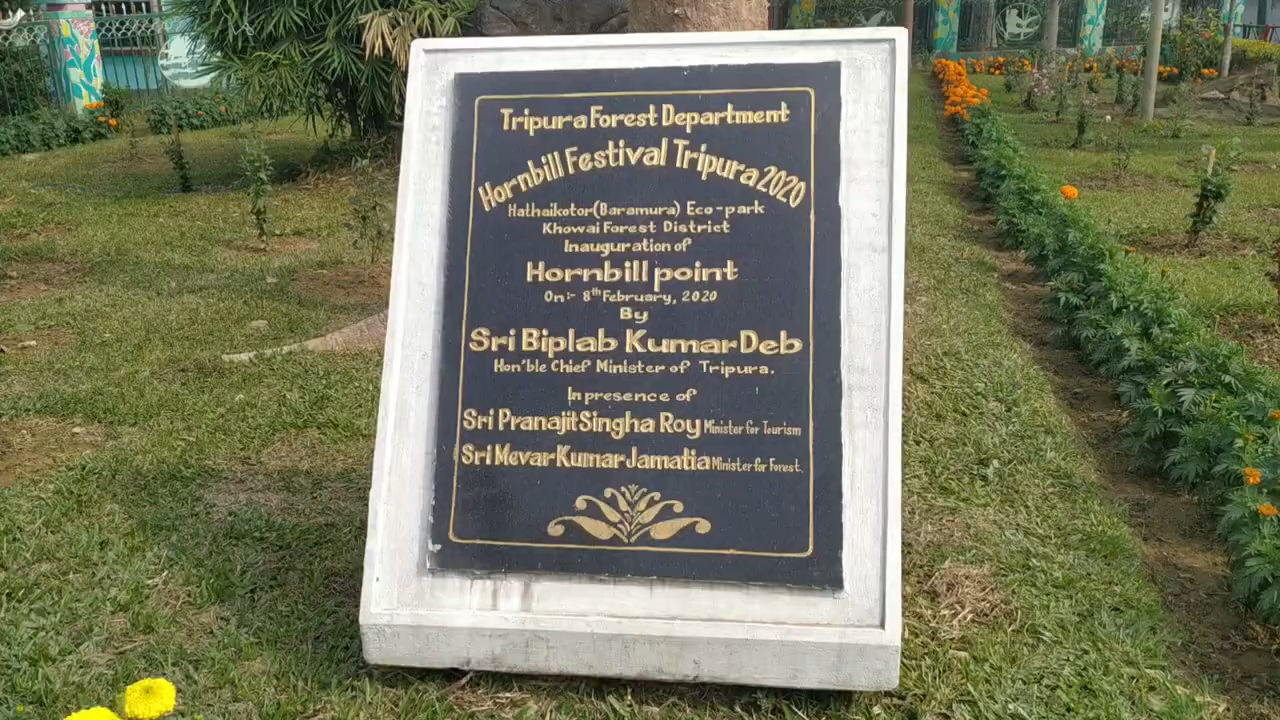 Tripura Forest Department
Hornbill Festival Tripura 2020
Hathaikotor(Baramura) Eco-park
Khowai Forest District
Inauguration of
Hornbill point
On:- 8th February, 2020
By
Sri Biplab Kumar Deb
Hon'ble Chief Minister of Tripura.
In presence of
Sri Pranajit Singha Roy Minister for Tourism
Sri Mevar Kumar Jamatia Minister for Forest.